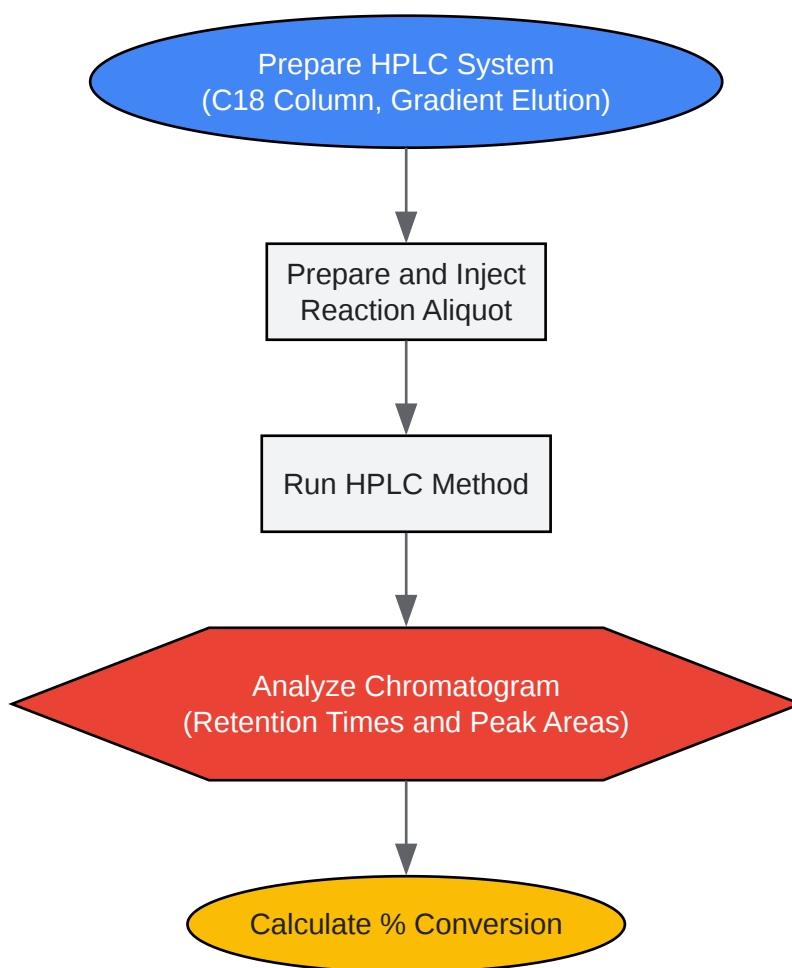 Prepare HPLC System
(C18 Column, Gradient Elution)
Prepare and Inject
Reaction Aliquot
Run HPLC Method
Analyze Chromatogram
(Retention Times and Peak Areas)
Calculate % Conversion